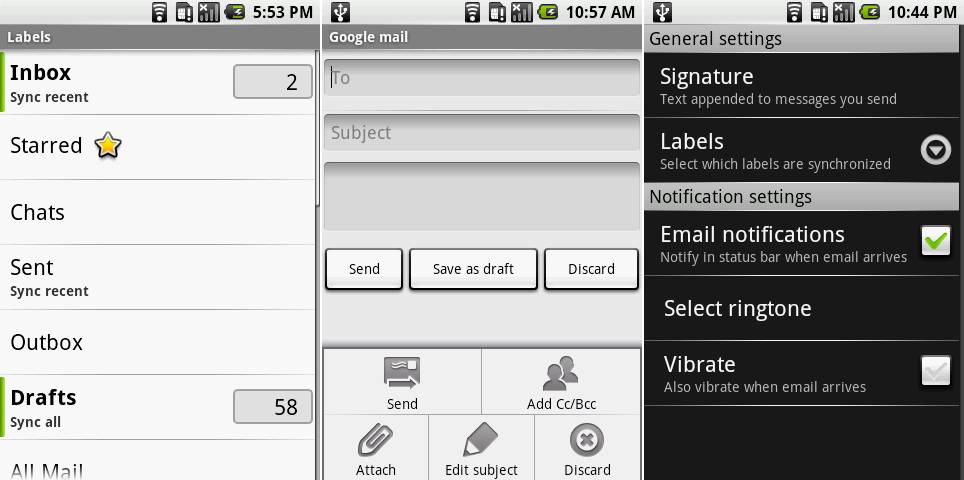 5:53 PM
Labels
Inbox
2
Sync recent
Starred
Chats
Sent
Sync recent
Outbox
Drafts
58
Sync all
All Mail
10:57 AM
Google mail
To
Subject
Send
Save as draft
Discard
Send
Add Cc/Bcc
Attach
Edit subject
Discard
10:44 PM
General settings
Signature
Text appended to messages you send
Labels
Select which labels are synchronized
Notification settings
Email notifications
Notify in status bar when email arrives
Select ringtone
Vibrate
Also vibrate when email arrives